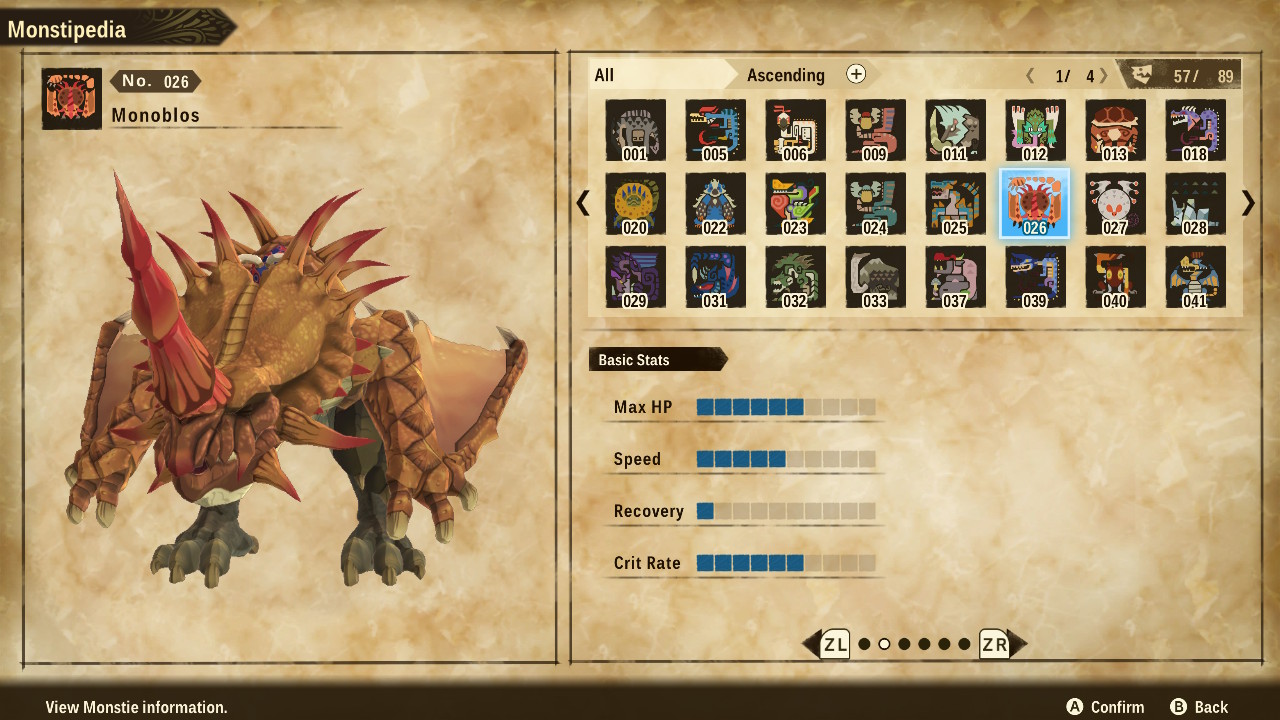 Monstipedia
No. 026
Monoblos
All
Ascending
1/ 4
57/ 89
001 005 006 009 011 012 013 018
020 022 023 024 025 026 027 028
029 031 032 033 037 039 040 041
Basic Stats
Max HP
Speed
Recovery
Crit Rate
ZL ZR
View Monstie information.
A Confirm B Back